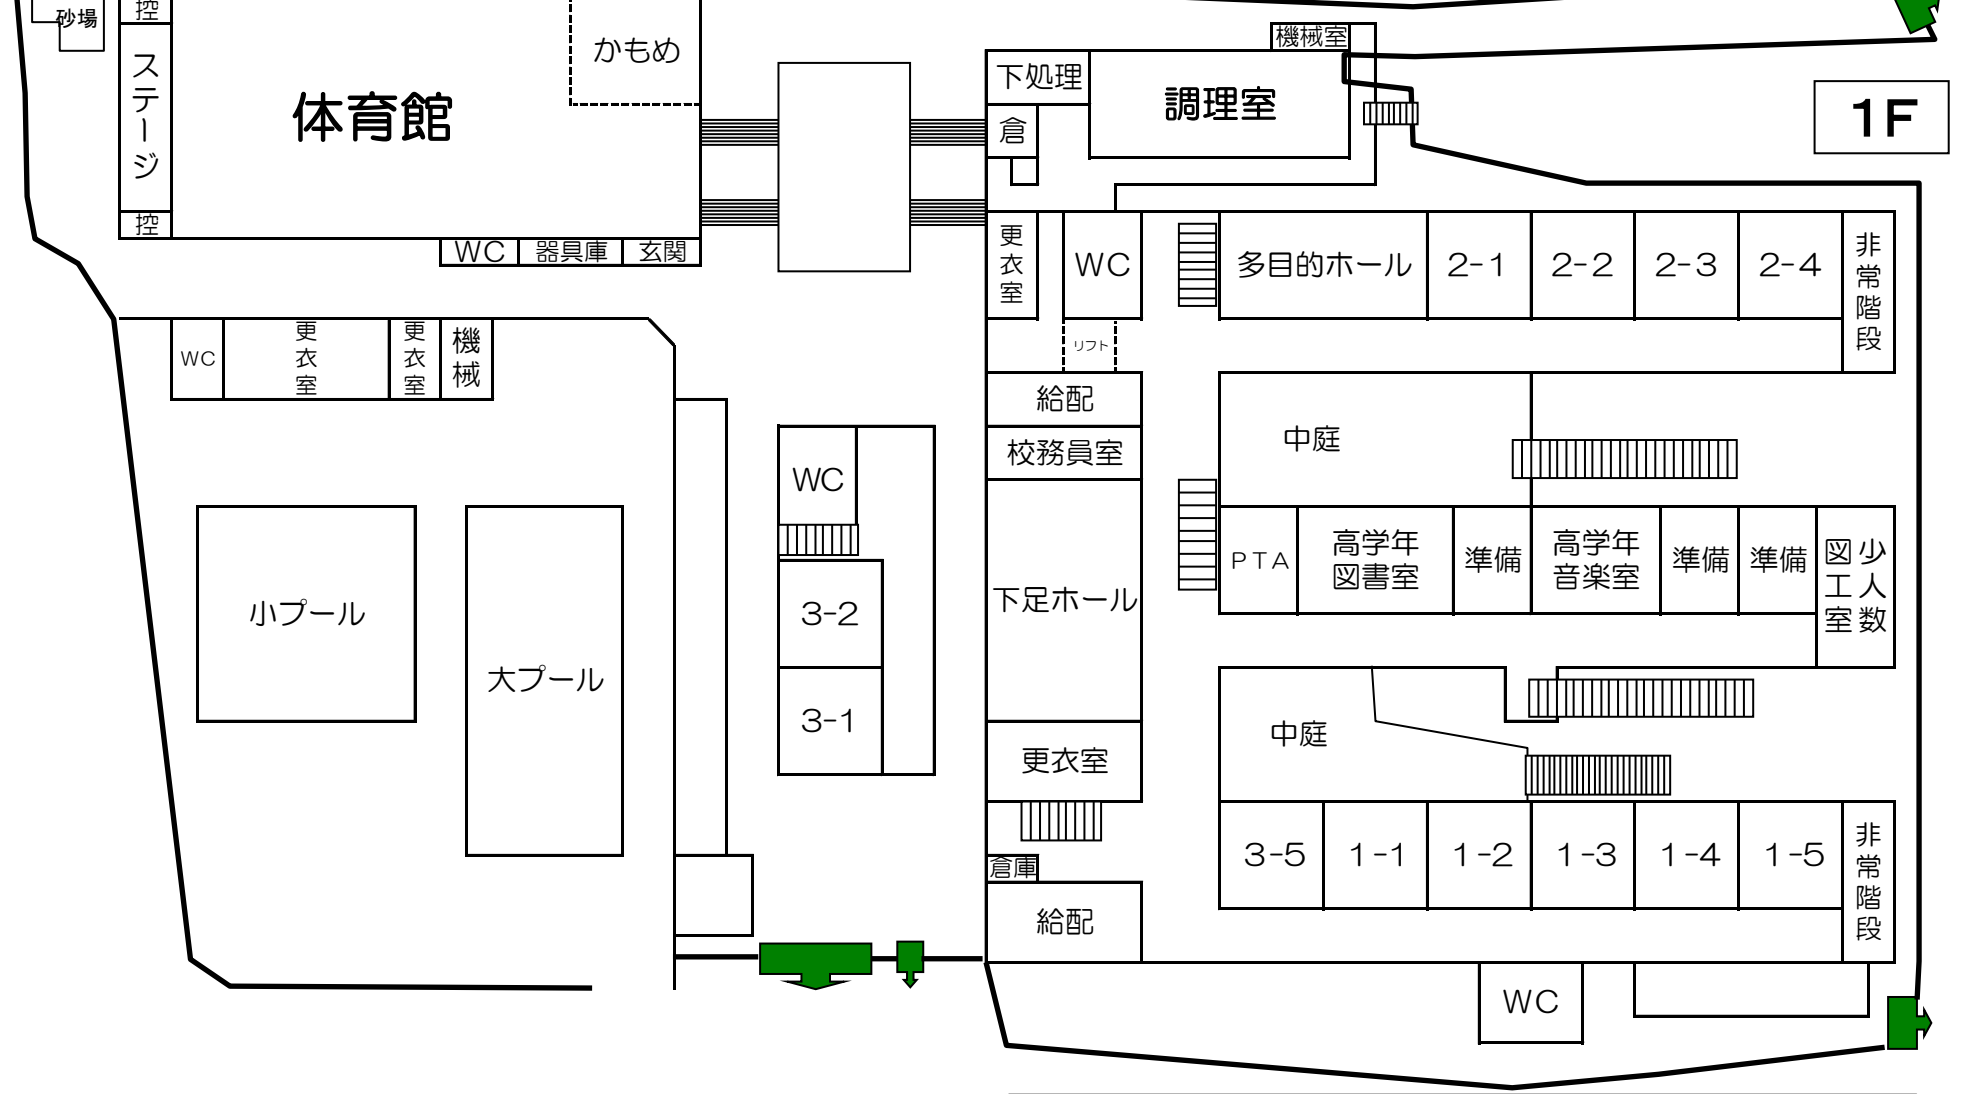 控
砂場
ステージ
控
体育館
かもめ
WC
器具庫
玄関
機械室
下処理
調理室
倉
1F
更衣室
WC
多目的ホール
2-1
2-2
2-3
2-4
非常階段
リフト
WC
更衣室
更衣室
機械
給配
校務員室
中庭
WC
小プール
大プール
3-2
3-1
下足ホール
PTA
高学年
図書室
準備
高学年
音楽室
準備
準備
図工室
少人数
中庭
更衣室
倉庫
給配
3-5
1-1
1-2
1-3
1-4
1-5
非常階段
WC